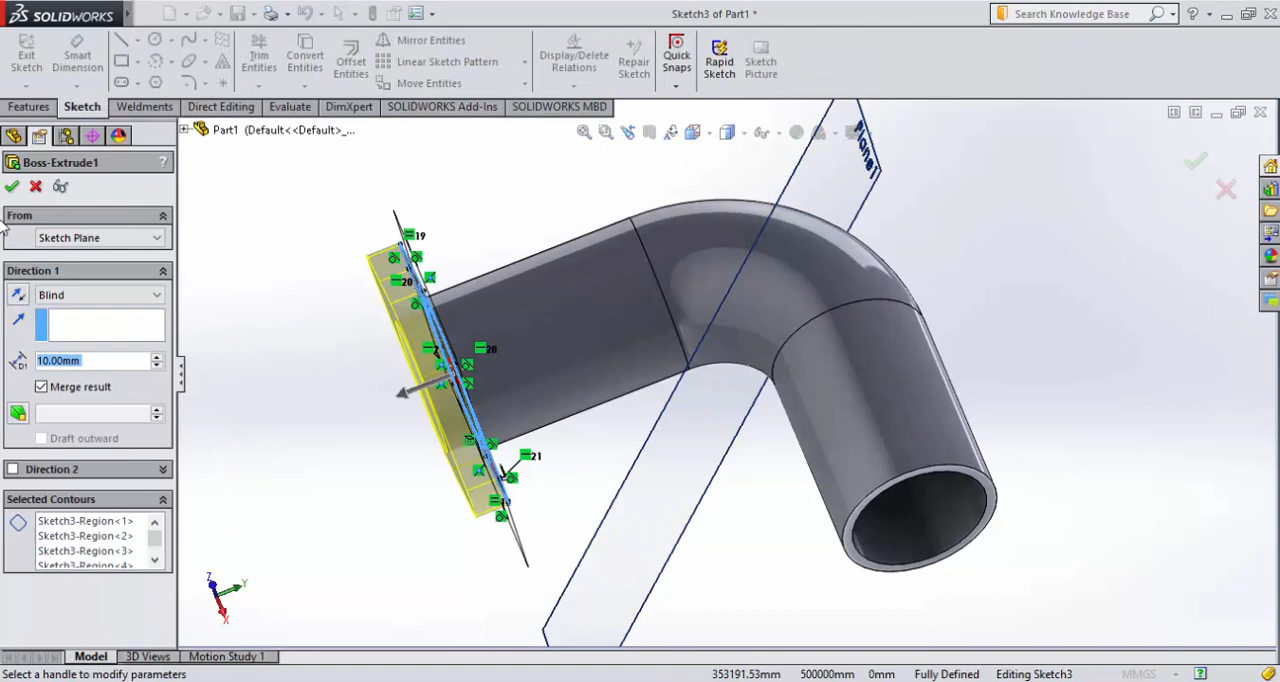 SOLIDWORKS
Sketch3 of Part1 *
Search Knowledge Base
Exit Sketch
Smart Dimension
Trim Entities
Convert Entities
Offset Entities
Mirror Entities
Linear Sketch Pattern
Move Entities
Display/Delete Relations
Repair Sketch
Quick Snaps
Rapid Sketch
Sketch Picture
Features Sketch Weldments Direct Editing Evaluate DimXpert SOLIDWORKS Add-Ins SOLIDWORKS MBD
Part1 (Default<<Default>_...
Boss-Extrude1 ?
From
Sketch Plane
Direction 1
Blind
D1
10.00mm
Merge result
Draft outward
Direction 2
Selected Contours
Sketch3-Region<1>
Sketch3-Region<2>
Sketch3-Region<3>
Sketch3-Region<4>
Plane1
19
20
20
21
Z
Y
X
Model 3D Views Motion Study 1
Select a handle to modify parameters 353191.53mm 500000mm 0mm Fully Defined Editing Sketch3 MMGS